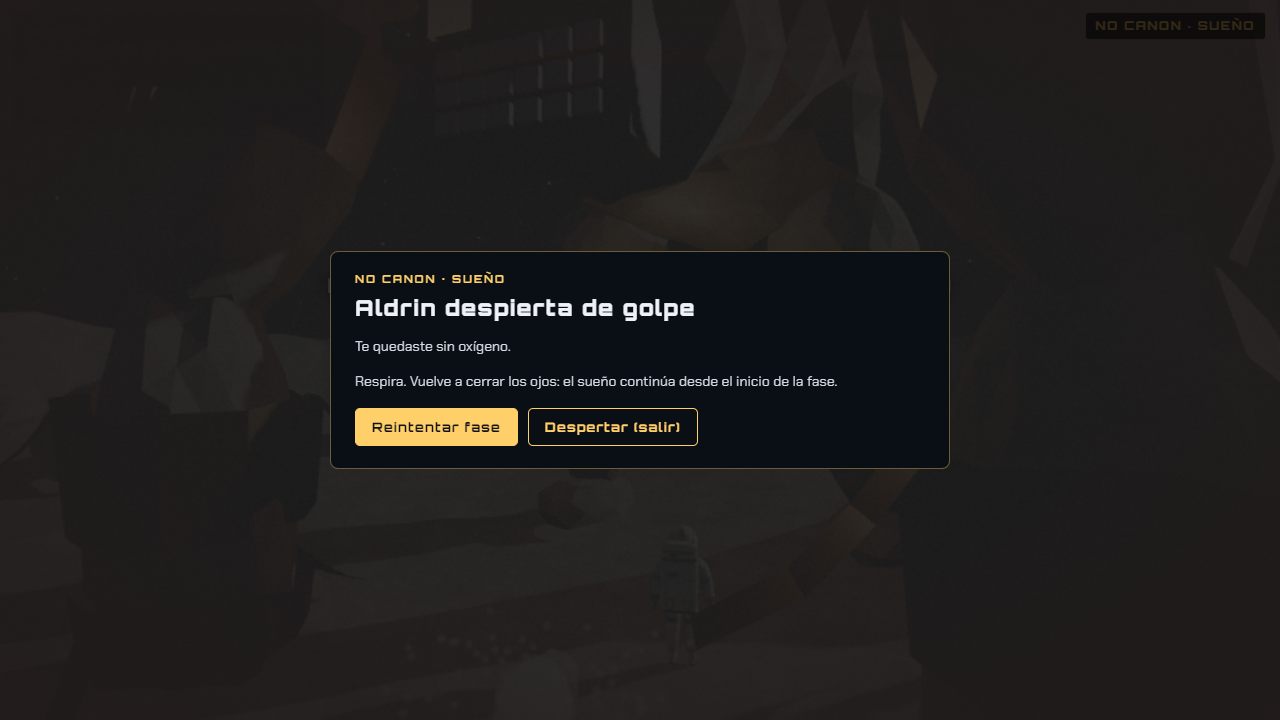 NO CANON · SUEÑO
NO CANON · SUEÑO
Aldrin despierta de golpe
Te quedaste sin oxígeno.
Respira. Vuelve a cerrar los ojos: el sueño continúa desde el inicio de la fase.
Reintentar fase
Despertar (salir)